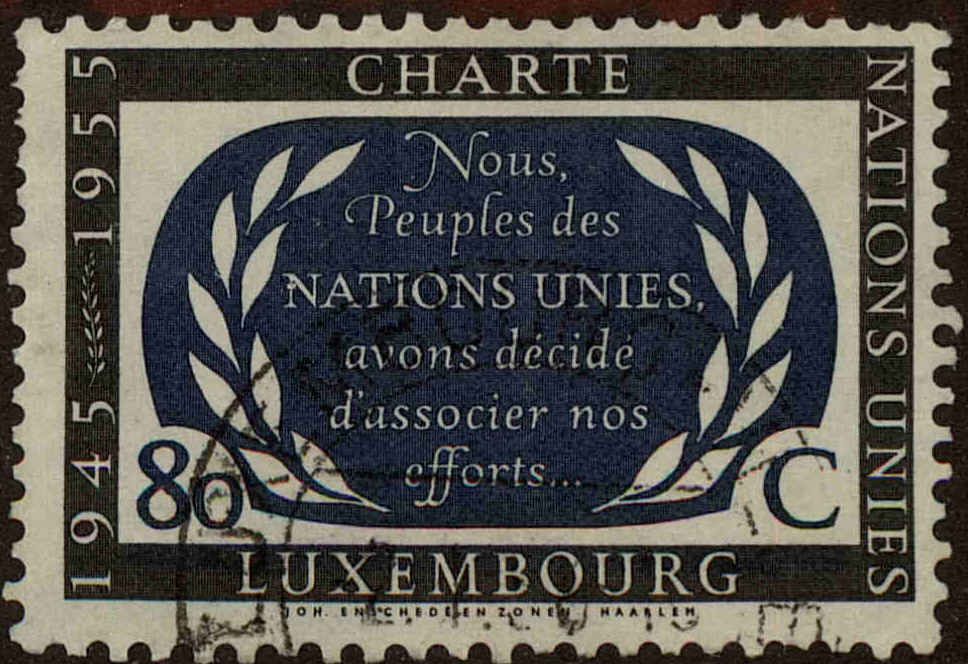 CHARTE
1945-1955
NATIONS UNIES
Nous,
Peuples des
NATIONS UNIES,
avons décidé
d'associer nos
efforts...
80 C
LUXEMBOURG
JOH. ENSCHEDÉ EN ZONEN HAARLEM